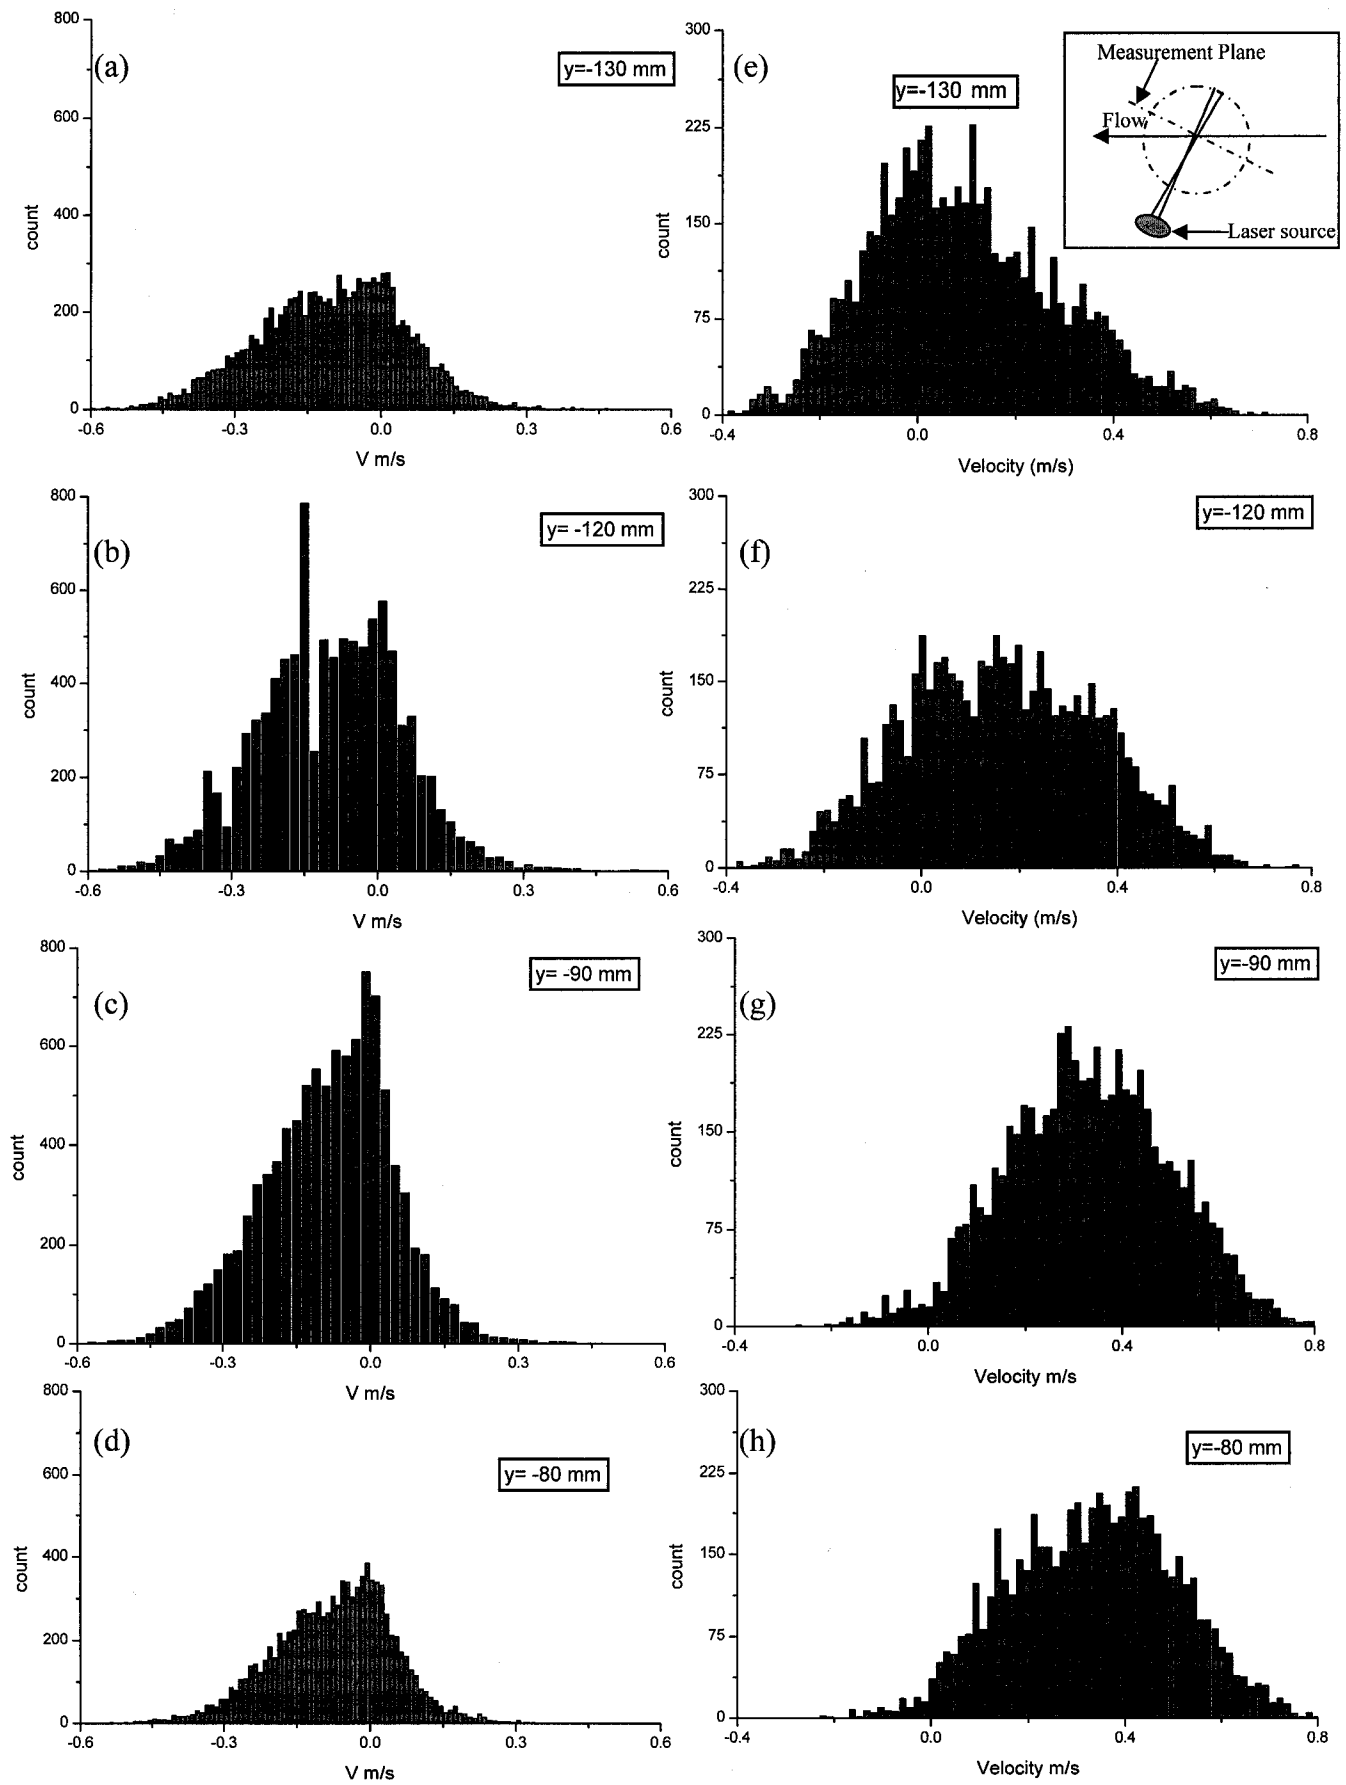 (a)
y=-130 mm
800
600
400
200
0
count
-0.6
-0.3
0.0
0.3
0.6
V m/s
(e)
y=-130 mm
300
225
150
75
0
count
-0.4
0.0
0.4
0.8
Velocity (m/s)
Measurement Plane
Flow
Laser source
(b)
y= -120 mm
800
600
400
200
0
count
-0.6
-0.3
0.0
0.3
0.6
V m/s
(f)
y=-120 mm
300
225
150
75
0
count
-0.4
0.0
0.4
0.8
Velocity (m/s)
(c)
y= -90 mm
800
600
400
200
0
count
-0.6
-0.3
0.0
0.3
0.6
V m/s
(g)
y=-90 mm
300
225
150
75
0
count
-0.4
0.0
0.4
0.8
Velocity m/s
(d)
y= -80 mm
800
600
400
200
0
count
-0.6
-0.3
0.0
0.3
0.6
V m/s
(h)
y=-80 mm
300
225
150
75
0
count
-0.4
0.0
0.4
0.8
Velocity m/s